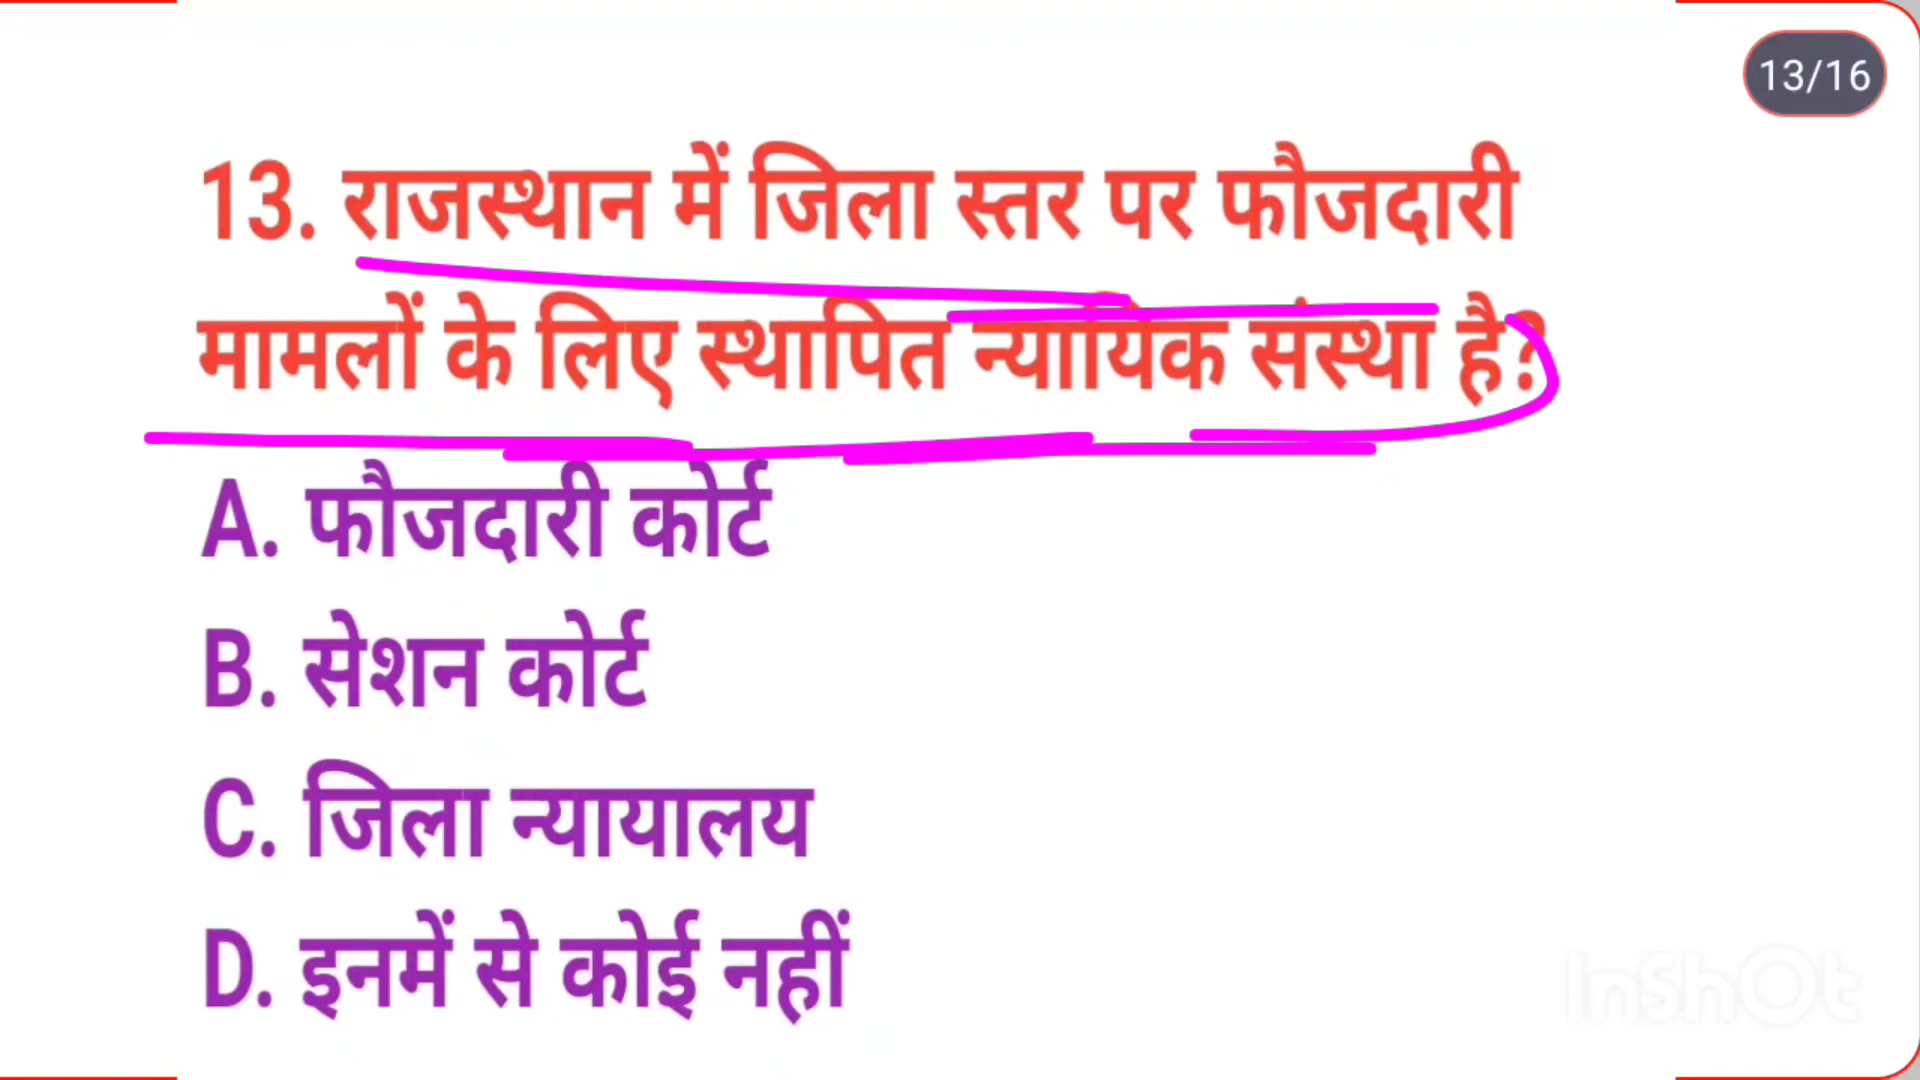 13/16
13. राजस्थान में जिला स्तर पर फौजदारी
मामलों के लिए स्थापित न्यायिक संस्था है?
A. फौजदारी कोर्ट
B. सेशन कोर्ट
C. जिला न्यायालय
D. इनमें से कोई नहीं
InShOt